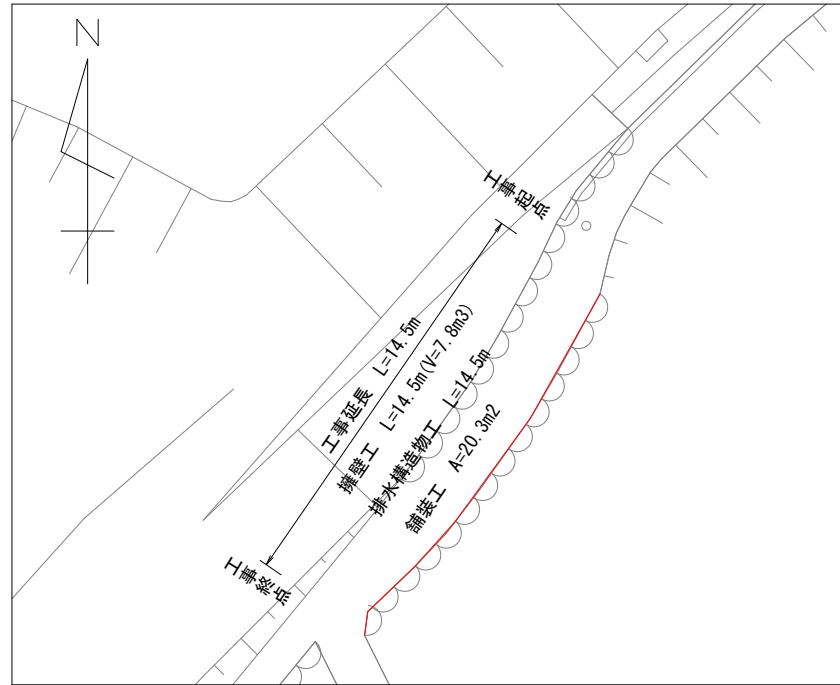 N
工事起点
工事延長 L=14.5m
擁壁工 L=14.5m(V=7.8m3)
排水構造物工 L=14.5m
舗装工 A=20.3m2
工事終点